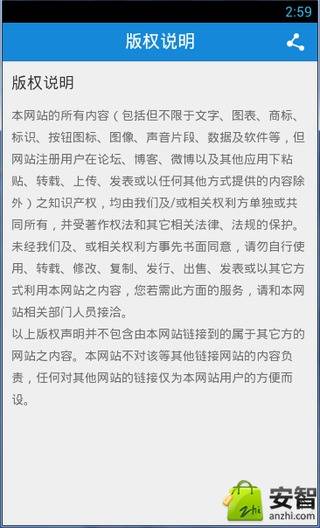 2:59
版权说明
版权说明
本网站的所有内容（包括但不限于文字、图表、商标、
标识、按钮图标、图像、声音片段、数据及软件等，但
网站注册用户在论坛、博客、微博以及其他应用下粘
贴、转载、上传、发表或以任何其他方式提供的内容除
外）之知识产权，均由我们及/或相关权利方单独或共
同所有，并受著作权法和其它相关法律、法规的保护。
未经我们及、或相关权利方事先书面同意，请勿自行使
用、转载、修改、复制、发行、出售、发表或以其它方
式利用本网站之内容，您若需此方面的服务，请和本网
站相关部门人员接洽。
以上版权声明并不包含由本网站链接到的属于其它方的
网站之内容。本网站不对该等其他链接网站的内容负
责，任何对其他网站的链接仅为本网站用户的方便而
设。
安智
anzhi.com
zhi